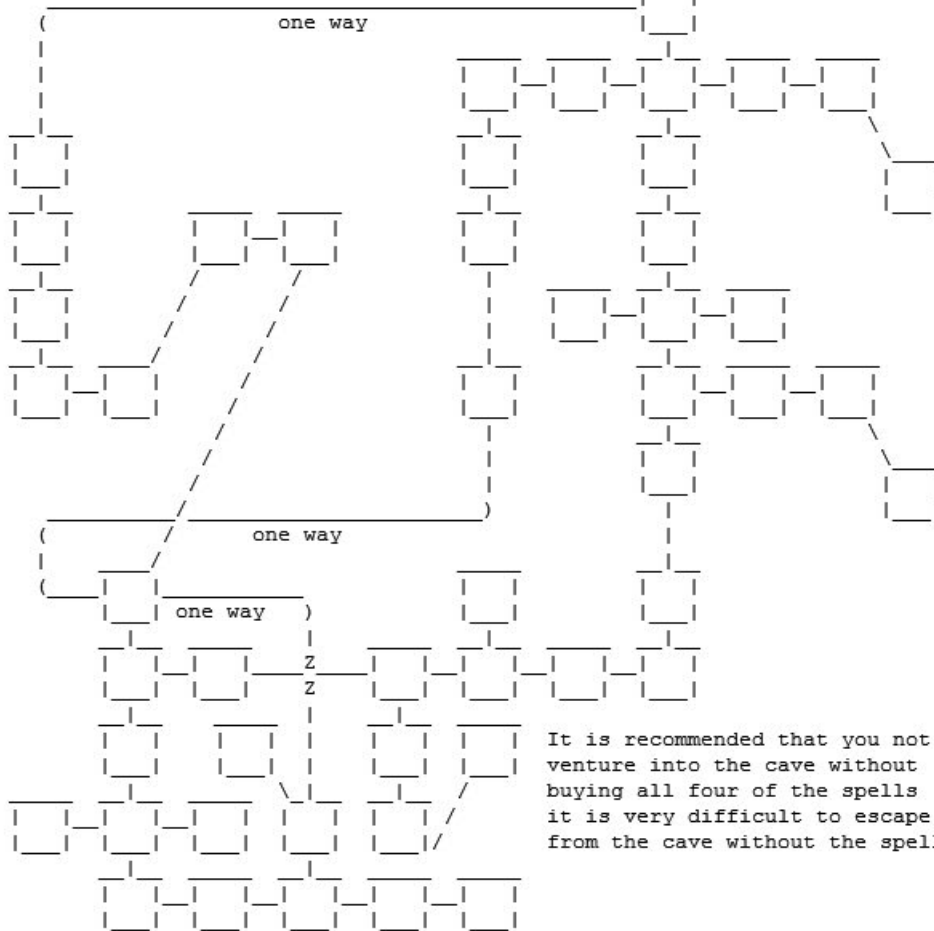 one way
one way
one way
Z
Z
It is recommended that you not
venture into the cave without
buying all four of the spells
it is very difficult to escape
from the cave without the spell